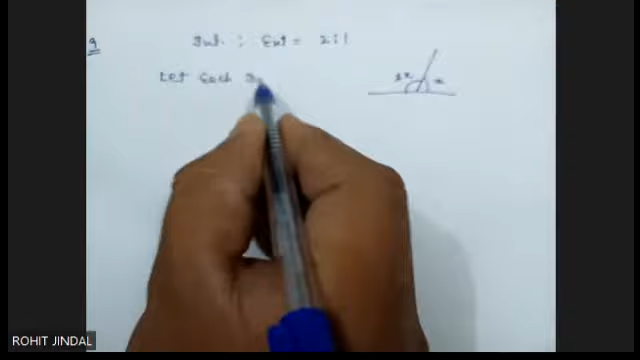 9
Int. : Ext = 2:1
2x x
Let Each I
ROHIT JINDAL